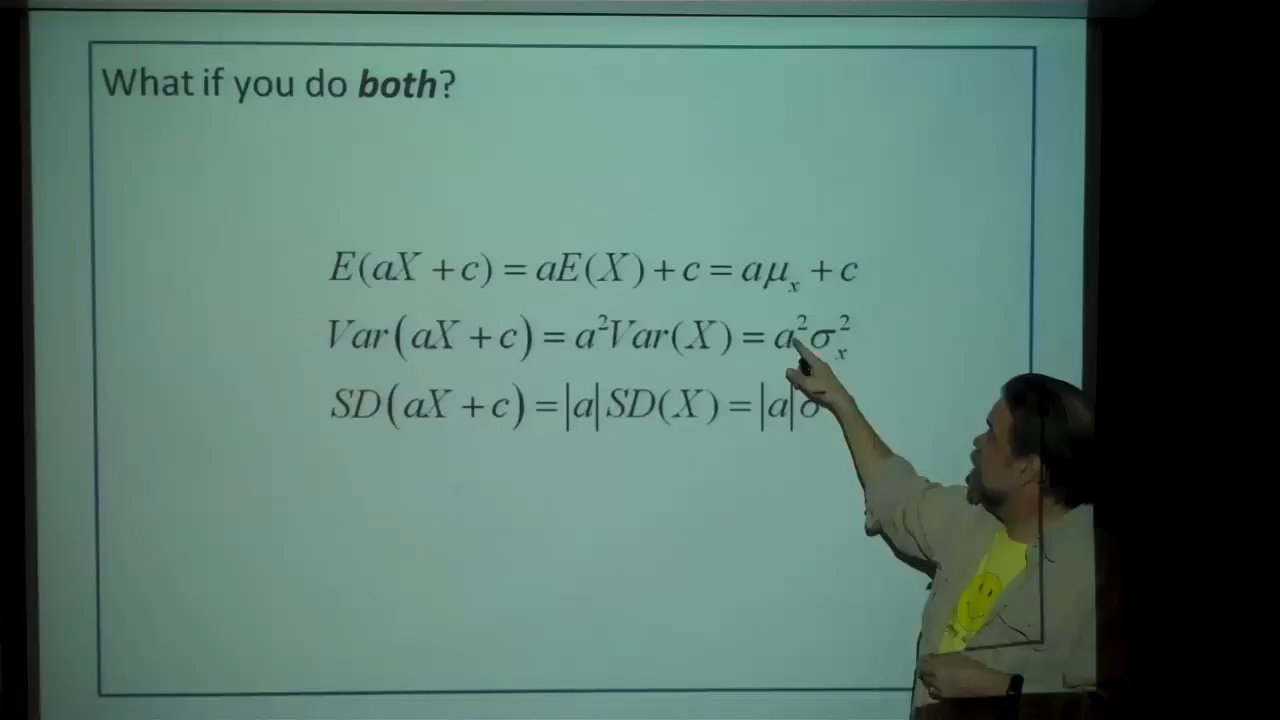 What if you do both?
E(aX + c) = aE(X) + c = aμₓ + c
Var(aX + c) = a²Var(X) = a²σₓ²
SD(aX + c) = |a| SD(X) = |a|σ